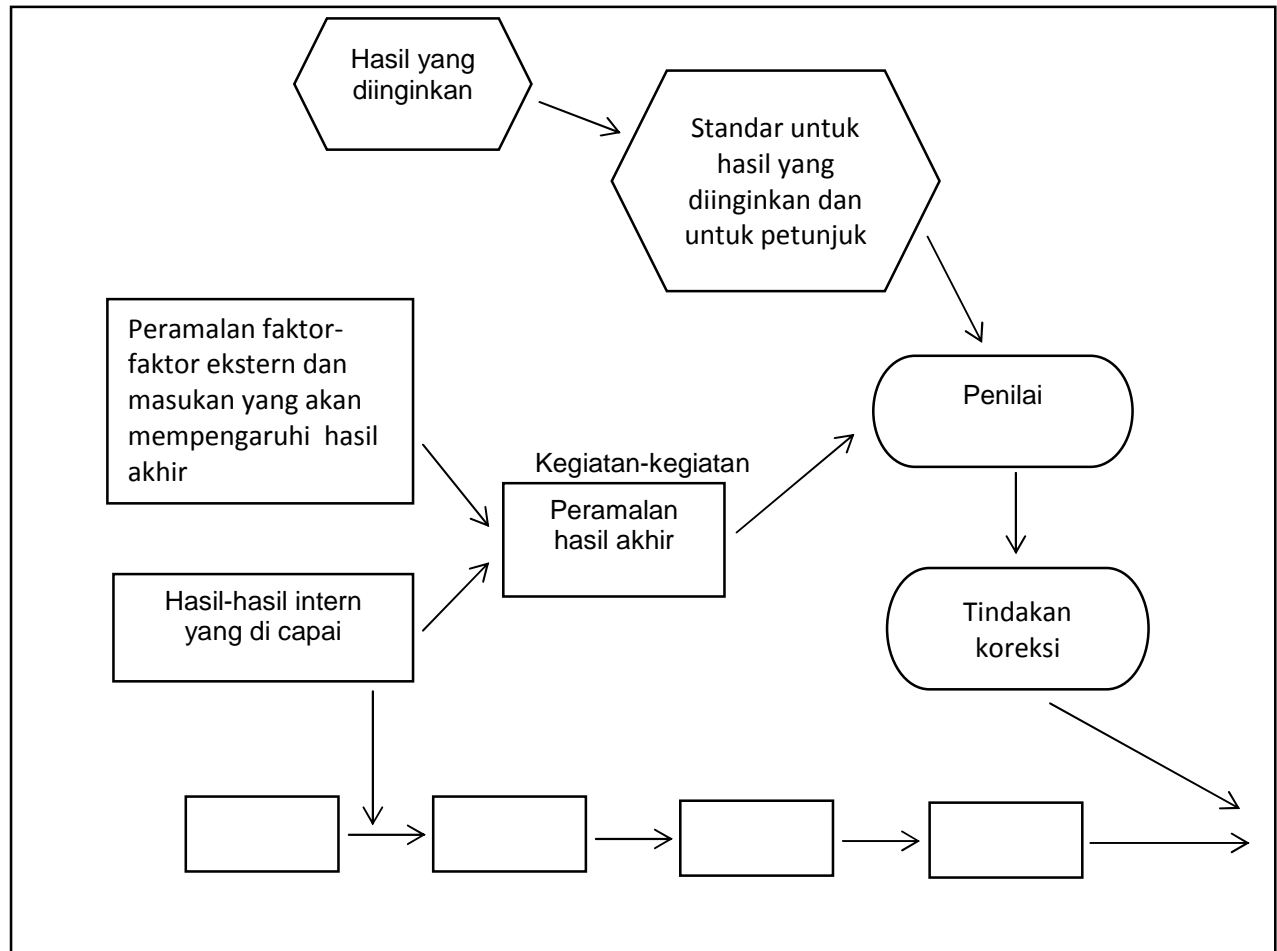 Hasil yang
diinginkan
Standar untuk
hasil yang
diinginkan dan
untuk petunjuk
Peramalan faktor-
faktor ekstern dan
masukan yang akan
mempengaruhi hasil
akhir
Penilai
Kegiatan-kegiatan
Peramalan
hasil akhir
Hasil-hasil intern
yang di capai
Tindakan
koreksi